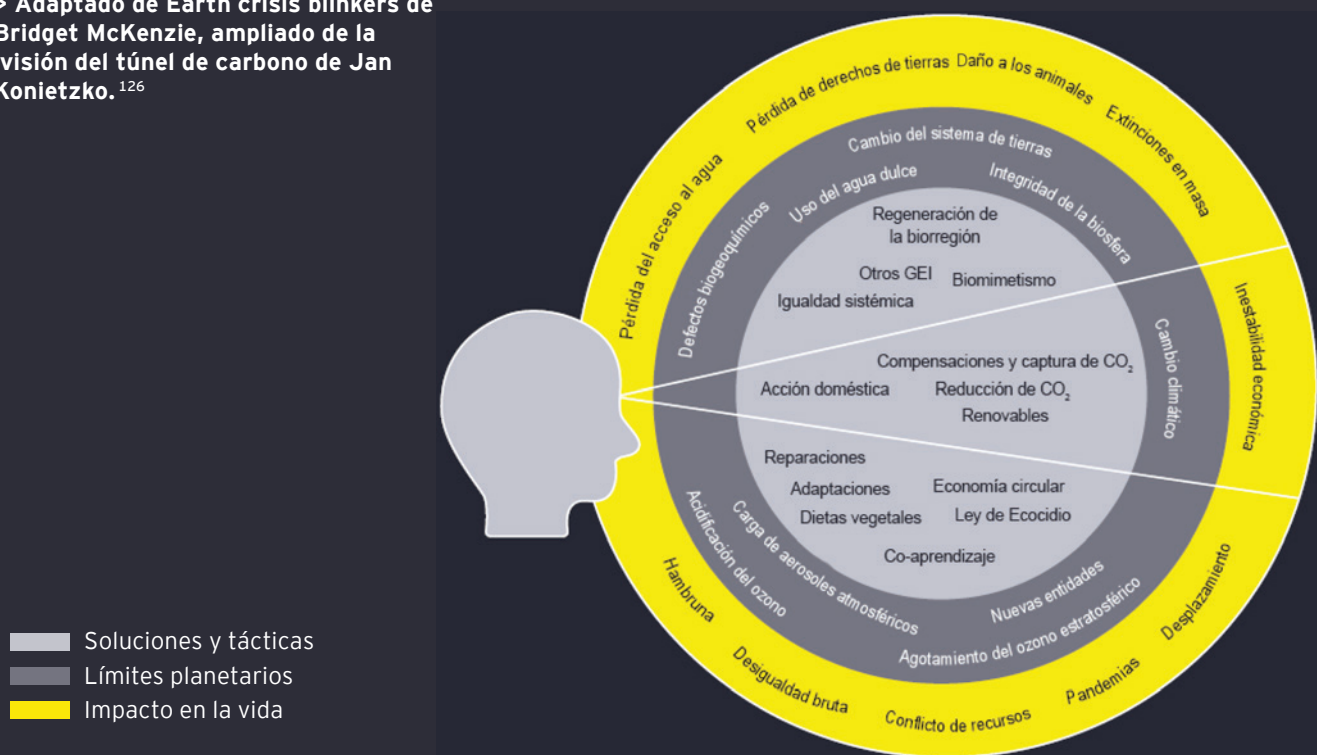 > Adaptado de Earth crisis blinkers de
Bridget McKenzie, ampliado de la
visión del túnel de carbono de Jan
Konietzko.¹²⁶
Pérdida del acceso al agua
Pérdida de derechos de tierras
Daño a los animales
Extinciones en masa
Inestabilidad económica
Desplazamiento
Pandemias
Conflicto de recursos
Desigualdad bruta
Hambruna
Defectos biogeoquímicos
Uso del agua dulce
Cambio del sistema de tierras
Integridad de la biosfera
Cambio climático
Nuevas entidades
Agotamiento del ozono estratosférico
Carga de aerosoles atmosféricos
Acidificación del ozono
Regeneración de
la biorregión
Otros GEI
Biomimetismo
Igualdad sistémica
Compensaciones y captura de CO₂
Acción doméstica
Reducción de CO₂
Renovables
Reparaciones
Adaptaciones
Economía circular
Dietas vegetales
Ley de Ecocidio
Co-aprendizaje
Soluciones y tácticas
Límites planetarios
Impacto en la vida